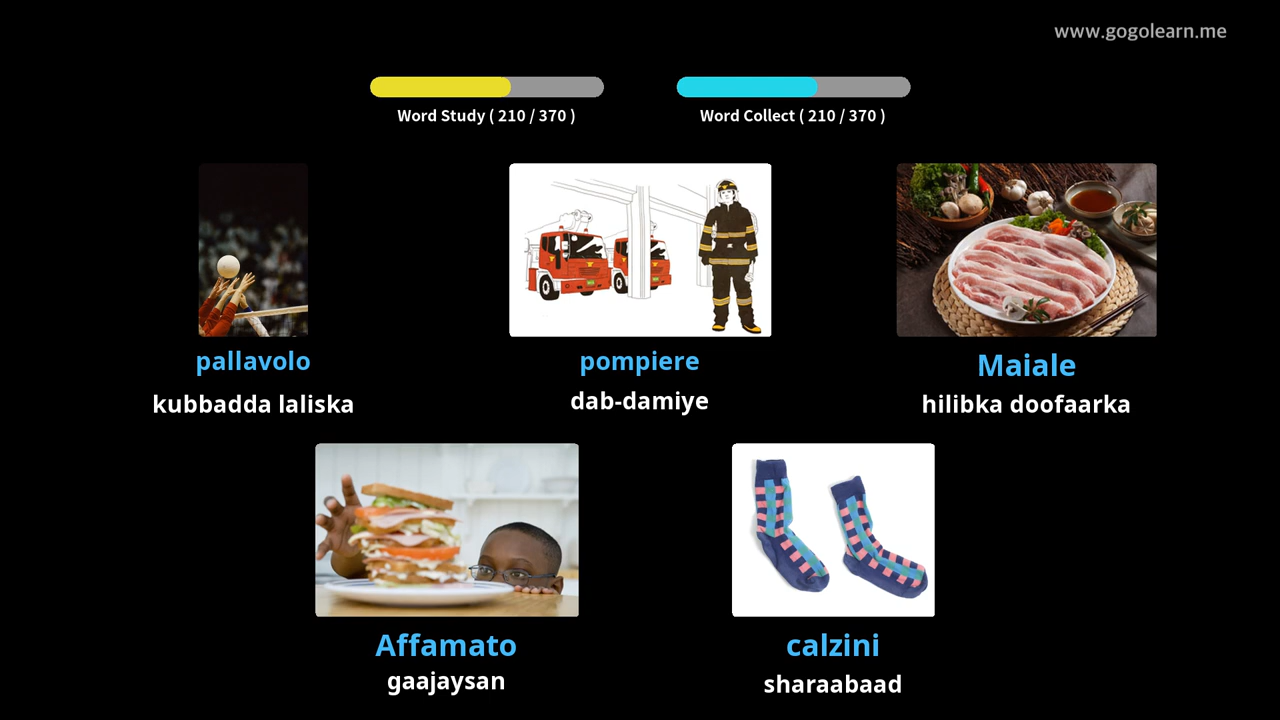 www.gogolearn.me
Word Study ( 210 / 370 )
Word Collect ( 210 / 370 )
pallavolo
kubbadda laliska
pompiere
dab-damiye
Maiale
hilibka doofaarka
Affamato
gaajaysan
calzini
sharaabaad